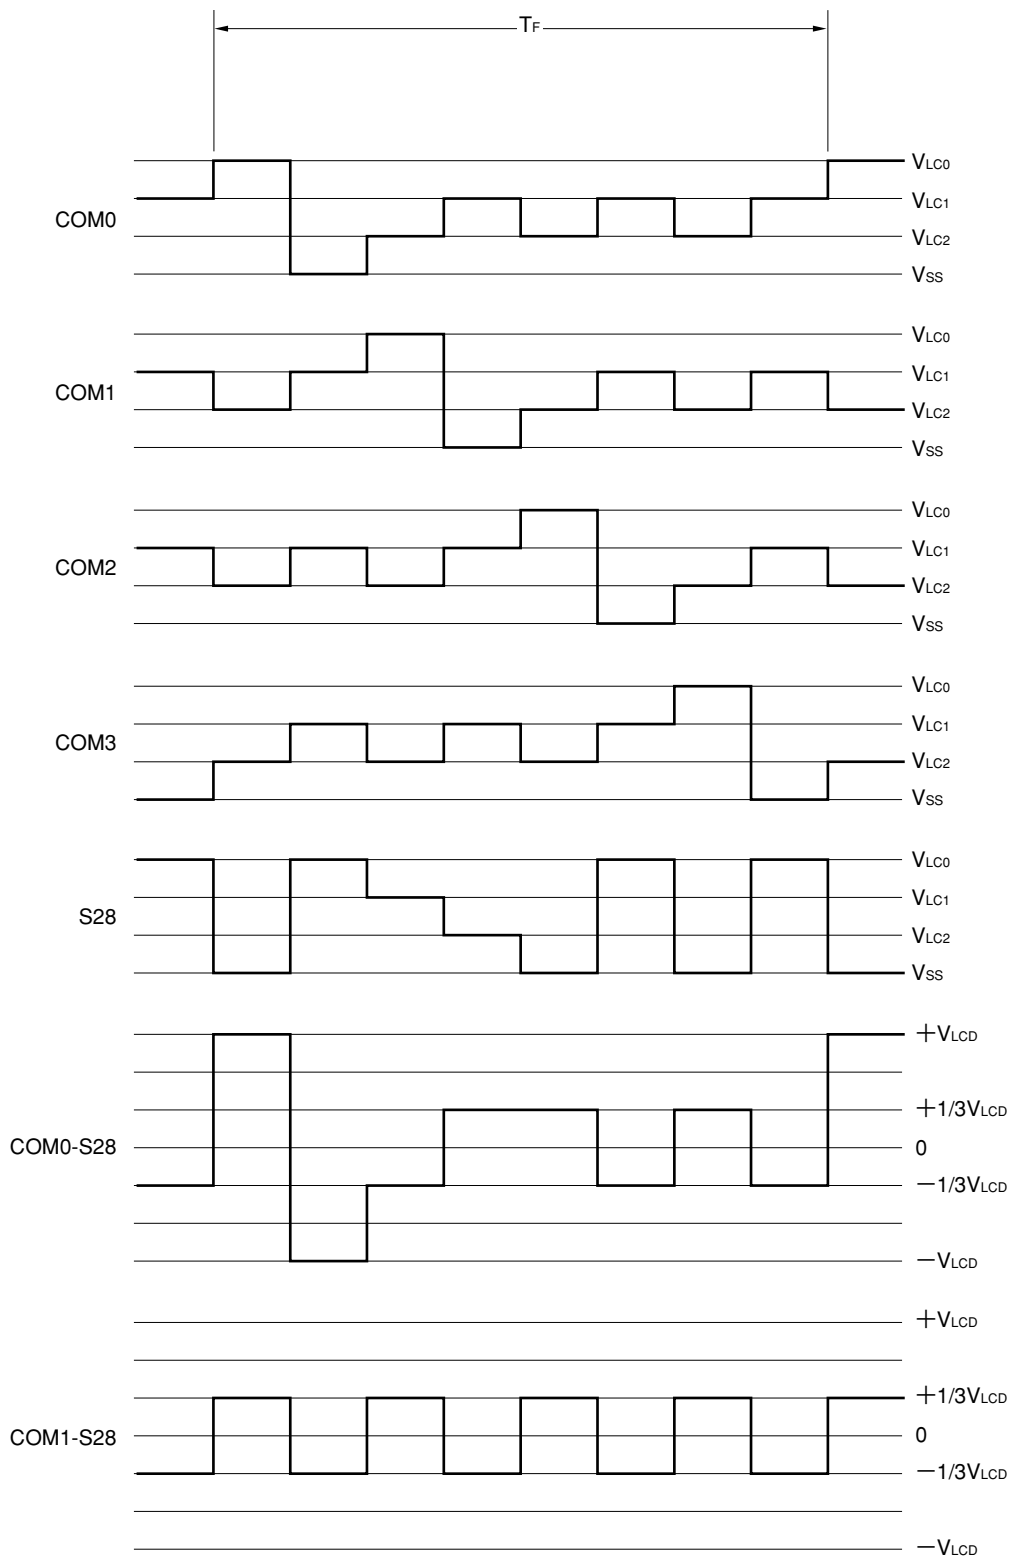 TF
VLC0
VLC1
COM0
VLC2
VSS
VLC0
VLC1
COM1
VLC2
VSS
VLC0
VLC1
COM2
VLC2
VSS
VLC0
VLC1
COM3
VLC2
VSS
VLC0
VLC1
S28
VLC2
VSS
+VLCD
+1/3VLCD
COM0-S28
0
−1/3VLCD
−VLCD
+VLCD
+1/3VLCD
COM1-S28
0
−1/3VLCD
−VLCD